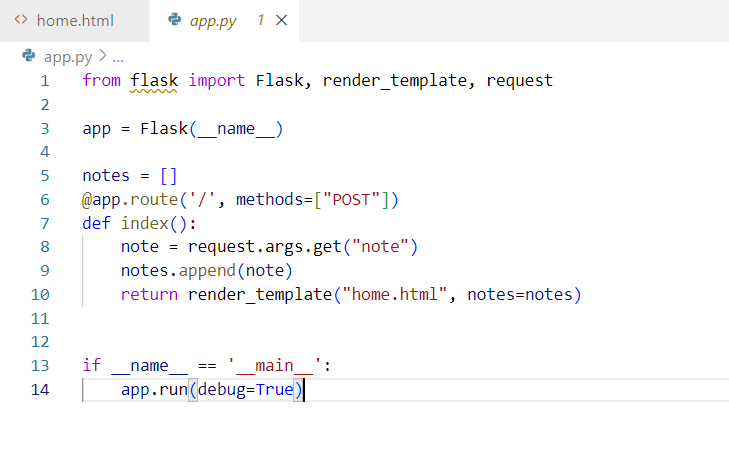 home.html
app.py 1
app.py > ...
1 from flask import Flask, render_template, request
2
3 app = Flask(__name__)
4
5 notes = []
6 @app.route('/', methods=["POST"])
7 def index():
8     note = request.args.get("note")
9     notes.append(note)
10     return render_template("home.html", notes=notes)
11
12
13 if __name__ == '__main__':
14     app.run(debug=True)